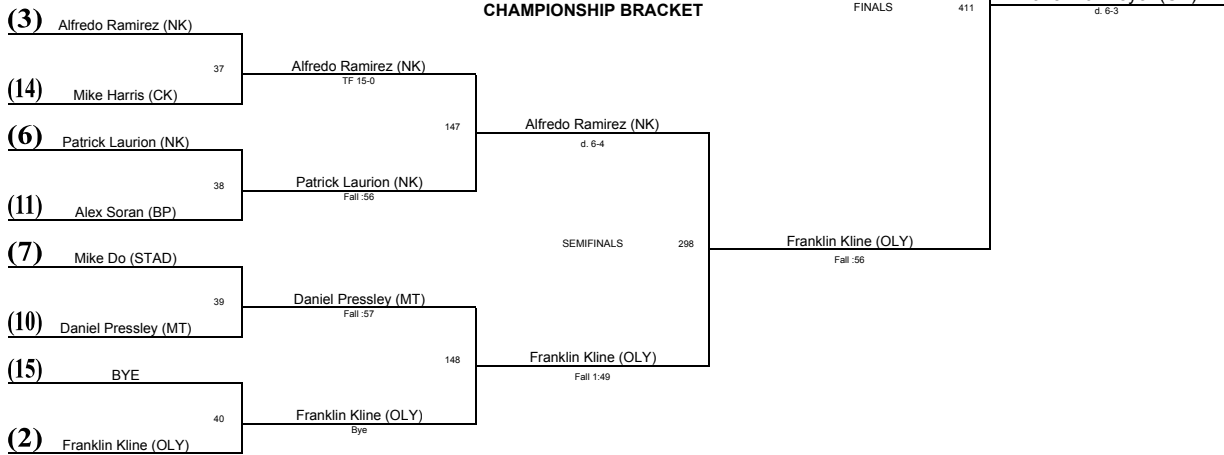 CHAMPIONSHIP BRACKET
FINALS
411
d. 6-3
(3) Alfredo Ramirez (NK)
37
Alfredo Ramirez (NK)
TF 15-0
(14) Mike Harris (CK)
147
Alfredo Ramirez (NK)
d. 6-4
(6) Patrick Laurion (NK)
38
Patrick Laurion (NK)
Fall :56
(11) Alex Soran (BP)
SEMIFINALS
298
Franklin Kline (OLY)
Fall :56
(7) Mike Do (STAD)
39
Daniel Pressley (MT)
Fall :57
(10) Daniel Pressley (MT)
148
Franklin Kline (OLY)
Fall 1:49
(15) BYE
40
Franklin Kline (OLY)
Bye
(2) Franklin Kline (OLY)